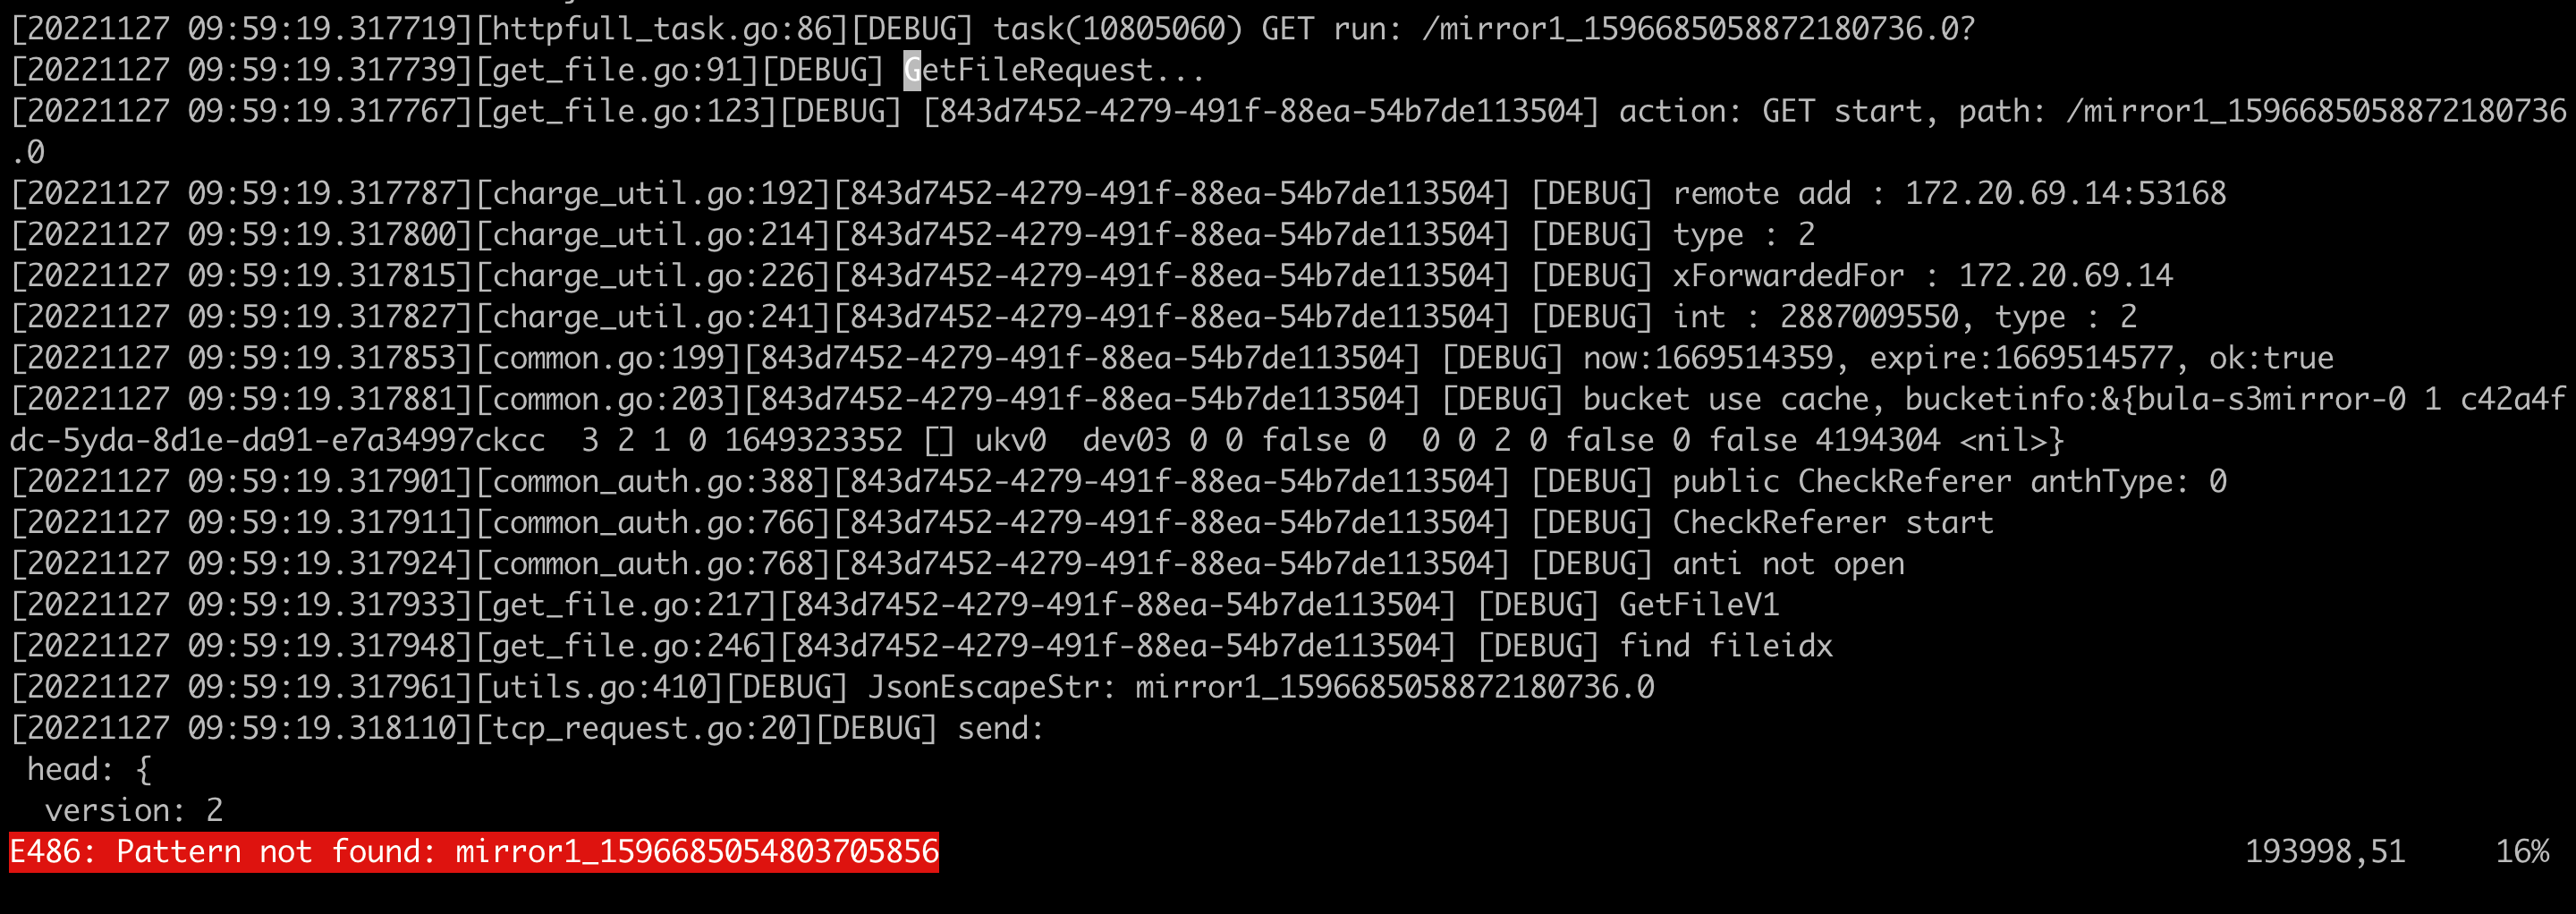 [20221127 09:59:19.317719][httpfull_task.go:86][DEBUG] task(10805060) GET run: /mirror1_1596685058872180736.0?
[20221127 09:59:19.317739][get_file.go:91][DEBUG] GetFileRequest...
[20221127 09:59:19.317767][get_file.go:123][DEBUG] [843d7452-4279-491f-88ea-54b7de113504] action: GET start, path: /mirror1_1596685058872180736
.0
[20221127 09:59:19.317787][charge_util.go:192][843d7452-4279-491f-88ea-54b7de113504] [DEBUG] remote add : 172.20.69.14:53168
[20221127 09:59:19.317800][charge_util.go:214][843d7452-4279-491f-88ea-54b7de113504] [DEBUG] type : 2
[20221127 09:59:19.317815][charge_util.go:226][843d7452-4279-491f-88ea-54b7de113504] [DEBUG] xForwardedFor : 172.20.69.14
[20221127 09:59:19.317827][charge_util.go:241][843d7452-4279-491f-88ea-54b7de113504] [DEBUG] int : 2887009550, type : 2
[20221127 09:59:19.317853][common.go:199][843d7452-4279-491f-88ea-54b7de113504] [DEBUG] now:1669514359, expire:1669514577, ok:true
[20221127 09:59:19.317881][common.go:203][843d7452-4279-491f-88ea-54b7de113504] [DEBUG] bucket use cache, bucketinfo:&{bula-s3mirror-0 1 c42a4f
dc-5yda-8d1e-da91-e7a34997ckcc  3 2 1 0 1649323352 [] ukv0  dev03 0 0 false 0  0 0 2 0 false 0 false 4194304 <nil>}
[20221127 09:59:19.317901][common_auth.go:388][843d7452-4279-491f-88ea-54b7de113504] [DEBUG] public CheckReferer anthType: 0
[20221127 09:59:19.317911][common_auth.go:766][843d7452-4279-491f-88ea-54b7de113504] [DEBUG] CheckReferer start
[20221127 09:59:19.317924][common_auth.go:768][843d7452-4279-491f-88ea-54b7de113504] [DEBUG] anti not open
[20221127 09:59:19.317933][get_file.go:217][843d7452-4279-491f-88ea-54b7de113504] [DEBUG] GetFileV1
[20221127 09:59:19.317948][get_file.go:246][843d7452-4279-491f-88ea-54b7de113504] [DEBUG] find fileidx
[20221127 09:59:19.317961][utils.go:410][DEBUG] JsonEscapeStr: mirror1_1596685058872180736.0
[20221127 09:59:19.318110][tcp_request.go:20][DEBUG] send:
 head: {
  version: 2
E486: Pattern not found: mirror1_1596685054803705856 193998,51 16%